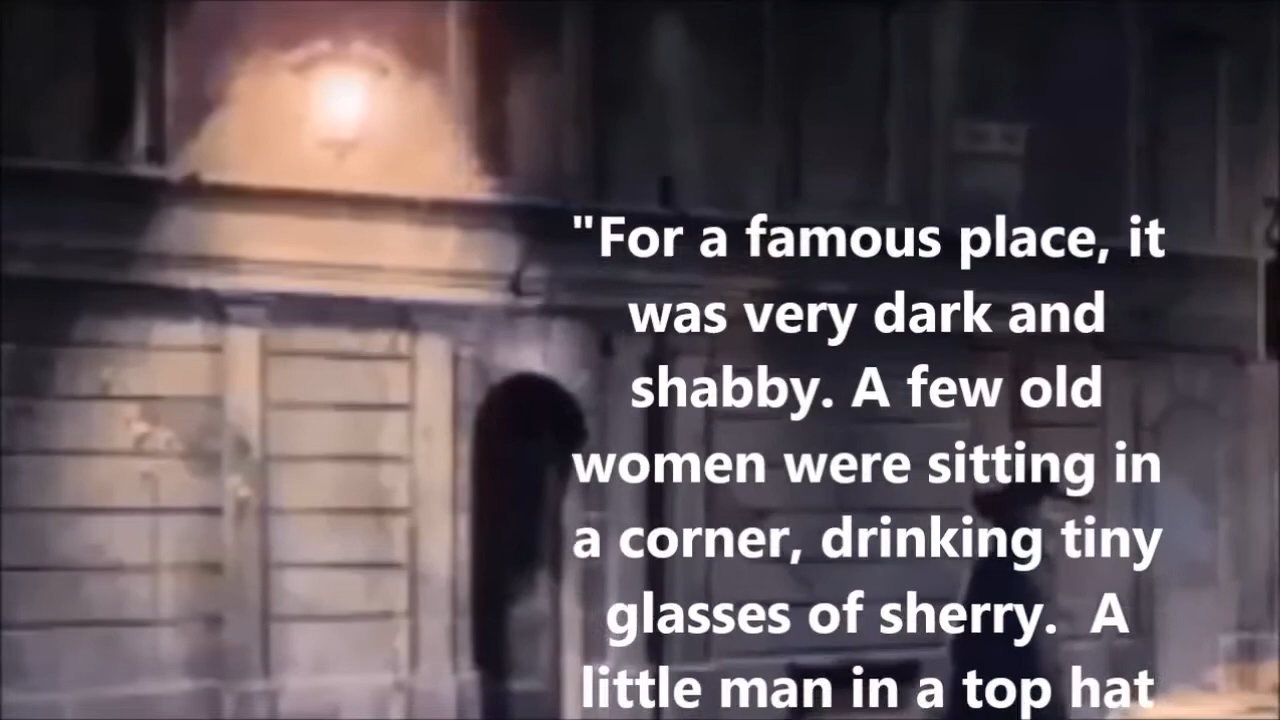 "For a famous place, it
was very dark and
shabby. A few old
women were sitting in
a corner, drinking tiny
glasses of sherry.  A
little man in a top hat